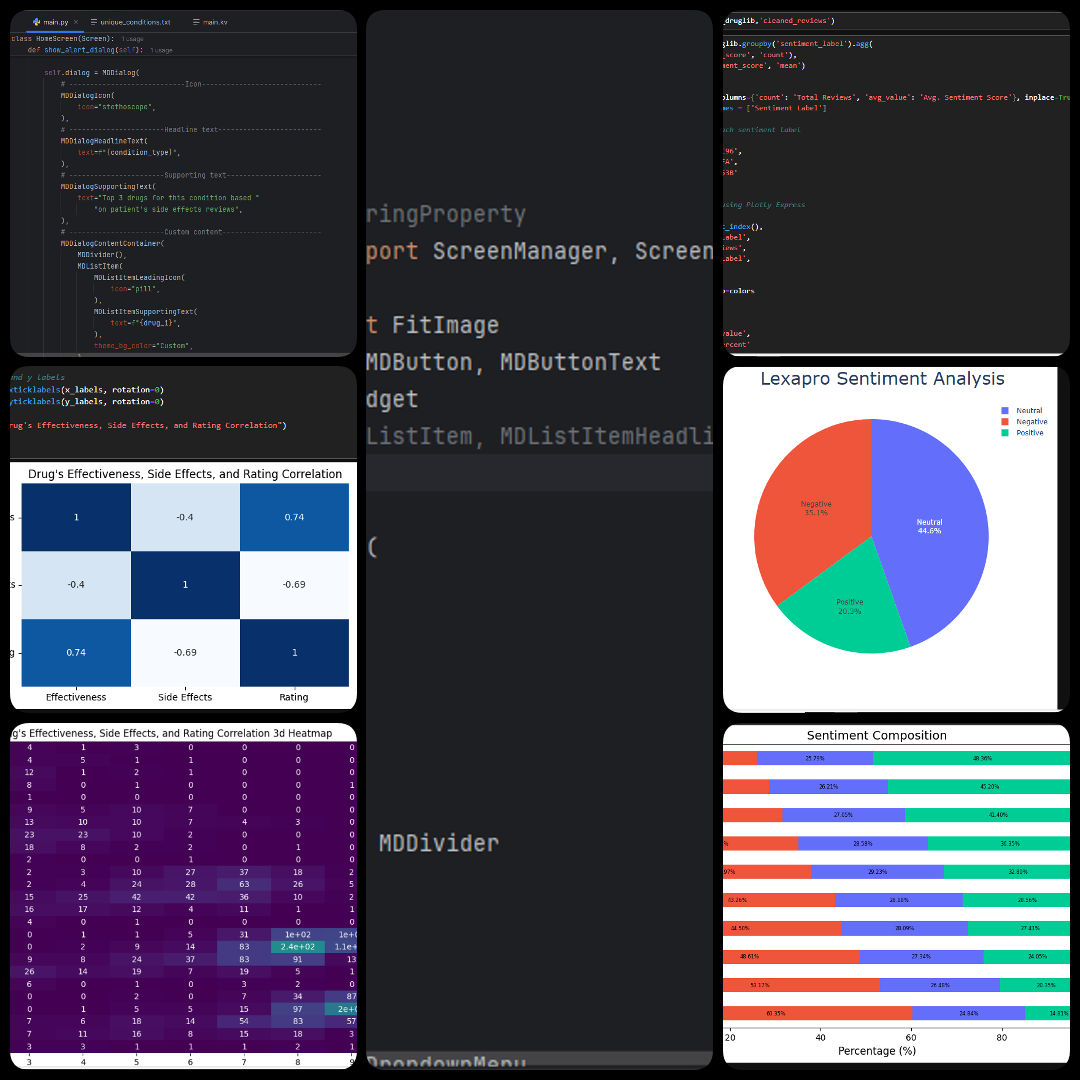 main.py
unique_conditions.txt
main.kv
class HomeScreen(Screen): 1 usage
def show_alert_dialog(self): 1 usage
self.dialog = MDDialog(
# --------------------------Icon---------------------------
MDDialogIcon(
icon="stethoscope",
),
# ---------------------Headline text-----------------------
MDDialogHeadlineText(
text=f"{condition_type}",
),
# ----------------------Supporting text--------------------
MDDialogSupportingText(
text="Top 3 drugs for this condition based "
"on patient's side effects reviews",
),
# ----------------------Custom content---------------------
MDDialogContentContainer(
MDDivider(),
MDListItem(
MDListItemLeadingIcon(
icon="pill",
),
MDListItemSupportingText(
text=f"{drug_1}",
),
theme_bg_color="Custom",
ringProperty
port ScreenManager, Screen
t FitImage
MDButton, MDButtonText
dget
ListItem, MDListItemHeadli
(
MDDivider
DropdownMenu
_druglib,'cleaned_reviews')
glib.groupby('sentiment_label').agg(
_score', 'count'),
ment_score', 'mean')
olumns={'count': 'Total Reviews', 'avg_value': 'Avg. Sentiment Score'}, inplace=Tru
mes = ['Sentiment Label']
ach sentiment label
96',
FA',
53B'
using Plotly Express
t_index(),
abel',
iews',
abel',
=colors
value',
percent'
nd y labels
xticklabels(x_labels, rotation=0)
yticklabels(y_labels, rotation=0)
rug's Effectiveness, Side Effects, and Rating Correlation")
Drug's Effectiveness, Side Effects, and Rating Correlation
1 -0.4 0.74
-0.4 1 -0.69
0.74 -0.69 1
Effectiveness Side Effects Rating
Lexapro Sentiment Analysis
Neutral
Negative
Positive
Negative
35.1%
Neutral
44.6%
Positive
20.3%
g's Effectiveness, Side Effects, and Rating Correlation 3d Heatmap
4 1 3 0 0 0 0
4 5 1 1 0 0 0
12 1 2 1 0 0 0
8 0 1 0 0 0 1
1 0 0 0 0 0 0
9 5 10 7 0 0 0
13 10 10 7 4 3 0
23 23 10 2 0 0 0
18 8 2 2 0 1 0
2 0 0 1 0 0 0
2 3 10 27 37 18 2
2 4 24 28 63 26 5
15 25 42 42 36 10 2
16 17 12 4 11 1 1
4 0 1 0 0 0 0
0 1 1 5 31 1e+02 1e+0
0 2 9 14 83 2.4e+02 1.1e+
9 8 24 37 83 91 13
26 14 19 7 19 5 1
6 0 1 0 3 2 0
0 0 2 0 7 34 87
0 1 5 5 15 97 2e+0
7 6 18 14 54 83 57
7 11 16 8 15 18 3
3 3 1 1 2 1 1
3 4 5 6 7 8 9
Sentiment Composition
25.79% 48.36%
26.21% 45.20%
27.05% 41.40%
28.58% 36.35%
97% 29.23% 32.80%
43.26% 28.18% 28.56%
44.50% 28.09% 27.41%
48.61% 27.34% 24.05%
53.17% 26.48% 20.35%
60.35% 24.84% 14.81%
20 40 60 80
Percentage (%)